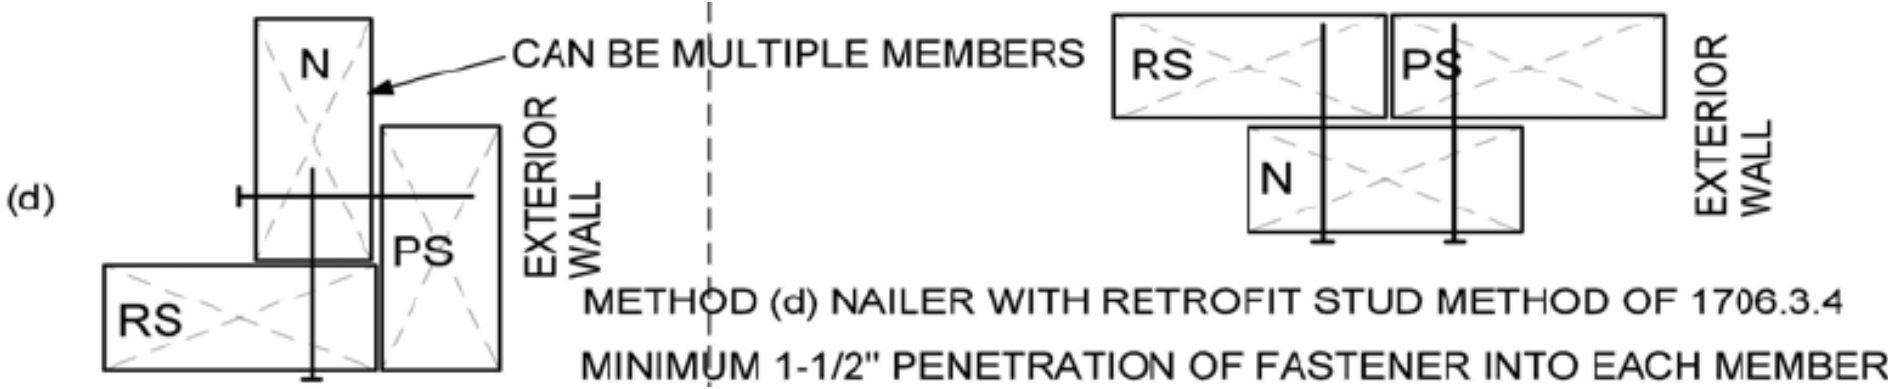 (d)
N
CAN BE MULTIPLE MEMBERS
PS
RS
EXTERIOR
WALL
RS
PS
N
EXTERIOR
WALL
METHOD (d) NAILER WITH RETROFIT STUD METHOD OF 1706.3.4
MINIMUM 1-1/2" PENETRATION OF FASTENER INTO EACH MEMBER